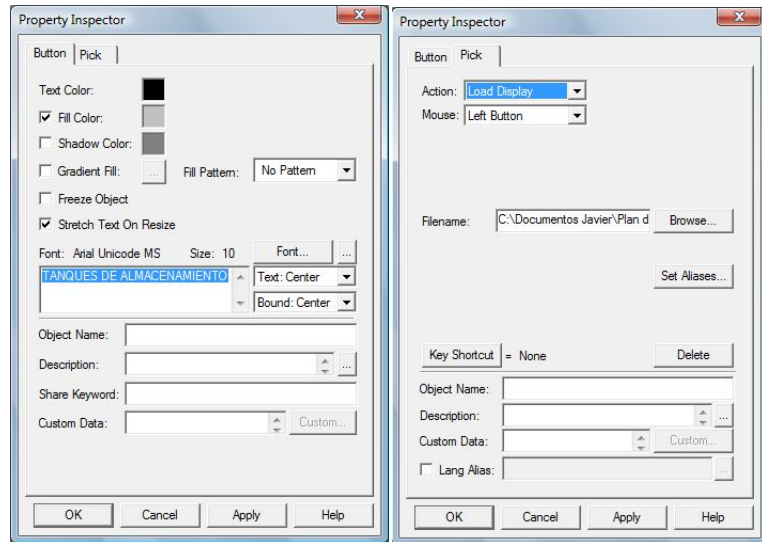 Property Inspector
Button Pick
Text Color:
Fill Color:
Shadow Color:
Gradient Fill: ... Fill Pattern: No Pattern
Freeze Object
Stretch Text On Resize
Font: Arial Unicode MS Size: 10 Font... ...
TANQUES DE ALMACENAMIENTO Text: Center
Bound: Center
Object Name:
Description: ...
Share Keyword:
Custom Data: Custom...
OK Cancel Apply Help
Property Inspector
Button Pick
Action: Load Display
Mouse: Left Button
Filename: C:\Documentos Javier\Plan d Browse...
Set Aliases...
Key Shortcut = None Delete
Object Name:
Description: ...
Custom Data: Custom...
Lang Alias: ...
OK Cancel Apply Help